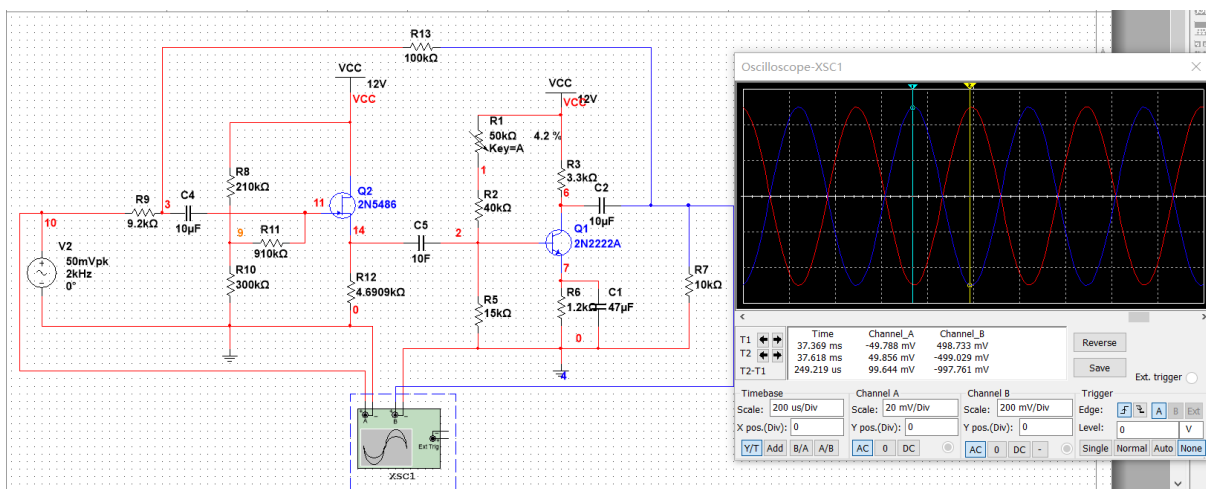 R13
100kΩ
VCC
12V
VCC
VCC
VCC
12V
R1
50kΩ
4.2 %
Key=A
1
R8
210kΩ
Q2
2N5486
R9
9.2kΩ
3
C4
10µF
11
R3
3.3kΩ
C2
6
10µF
R2
40kΩ
10
9
R11
910kΩ
14
C5
10F
2
Q1
2N2222A
V2
50mVpk
2kHz
0°
R10
300kΩ
R12
4.6909kΩ
0
R5
15kΩ
7
R6
1.2kΩ
C1
47µF
R7
10kΩ
0
4
A
B
Ext Trig
XSC1
Oscilloscope-XSC1
Time Channel_A Channel_B
T1 37.369 ms -49.788 mV 498.733 mV
T2 37.618 ms 49.856 mV -499.029 mV
T2-T1 249.219 us 99.644 mV -997.761 mV
Reverse
Save
Ext. trigger
Timebase
Scale: 200 us/Div
X pos.(Div): 0
Y/T Add B/A A/B
Channel A
Scale: 20 mV/Div
Y pos.(Div): 0
AC 0 DC
Channel B
Scale: 200 mV/Div
Y pos.(Div): 0
AC 0 DC -
Trigger
Edge: A B Ext
Level: 0 V
Single Normal Auto None